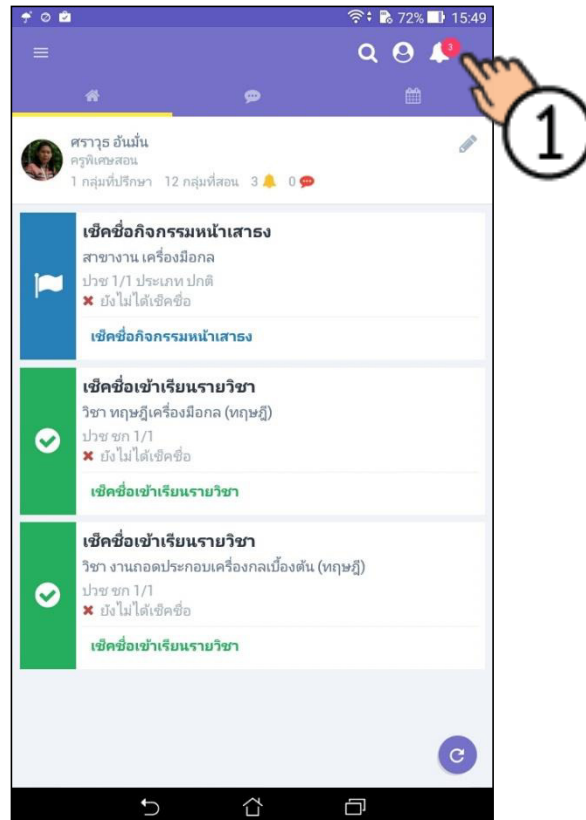 72% 15:49
3
1
ศราวุธ อันมั่น
ครูพิเศษสอน
1 กลุ่มที่ปรึกษา 12 กลุ่มที่สอน 3 0
เช็คชื่อกิจกรรมหน้าเสาธง
สาขางาน เครื่องมือกล
ปวช 1/1 ประเภท ปกติ
ยังไม่ได้เช็คชื่อ
เช็คชื่อกิจกรรมหน้าเสาธง
เช็คชื่อเข้าเรียนรายวิชา
วิชา ทฤษฎีเครื่องมือกล (ทฤษฎี)
ปวช ชก 1/1
ยังไม่ได้เช็คชื่อ
เช็คชื่อเข้าเรียนรายวิชา
เช็คชื่อเข้าเรียนรายวิชา
วิชา งานถอดประกอบเครื่องกลเบื้องต้น (ทฤษฎี)
ปวช ชก 1/1
ยังไม่ได้เช็คชื่อ
เช็คชื่อเข้าเรียนรายวิชา